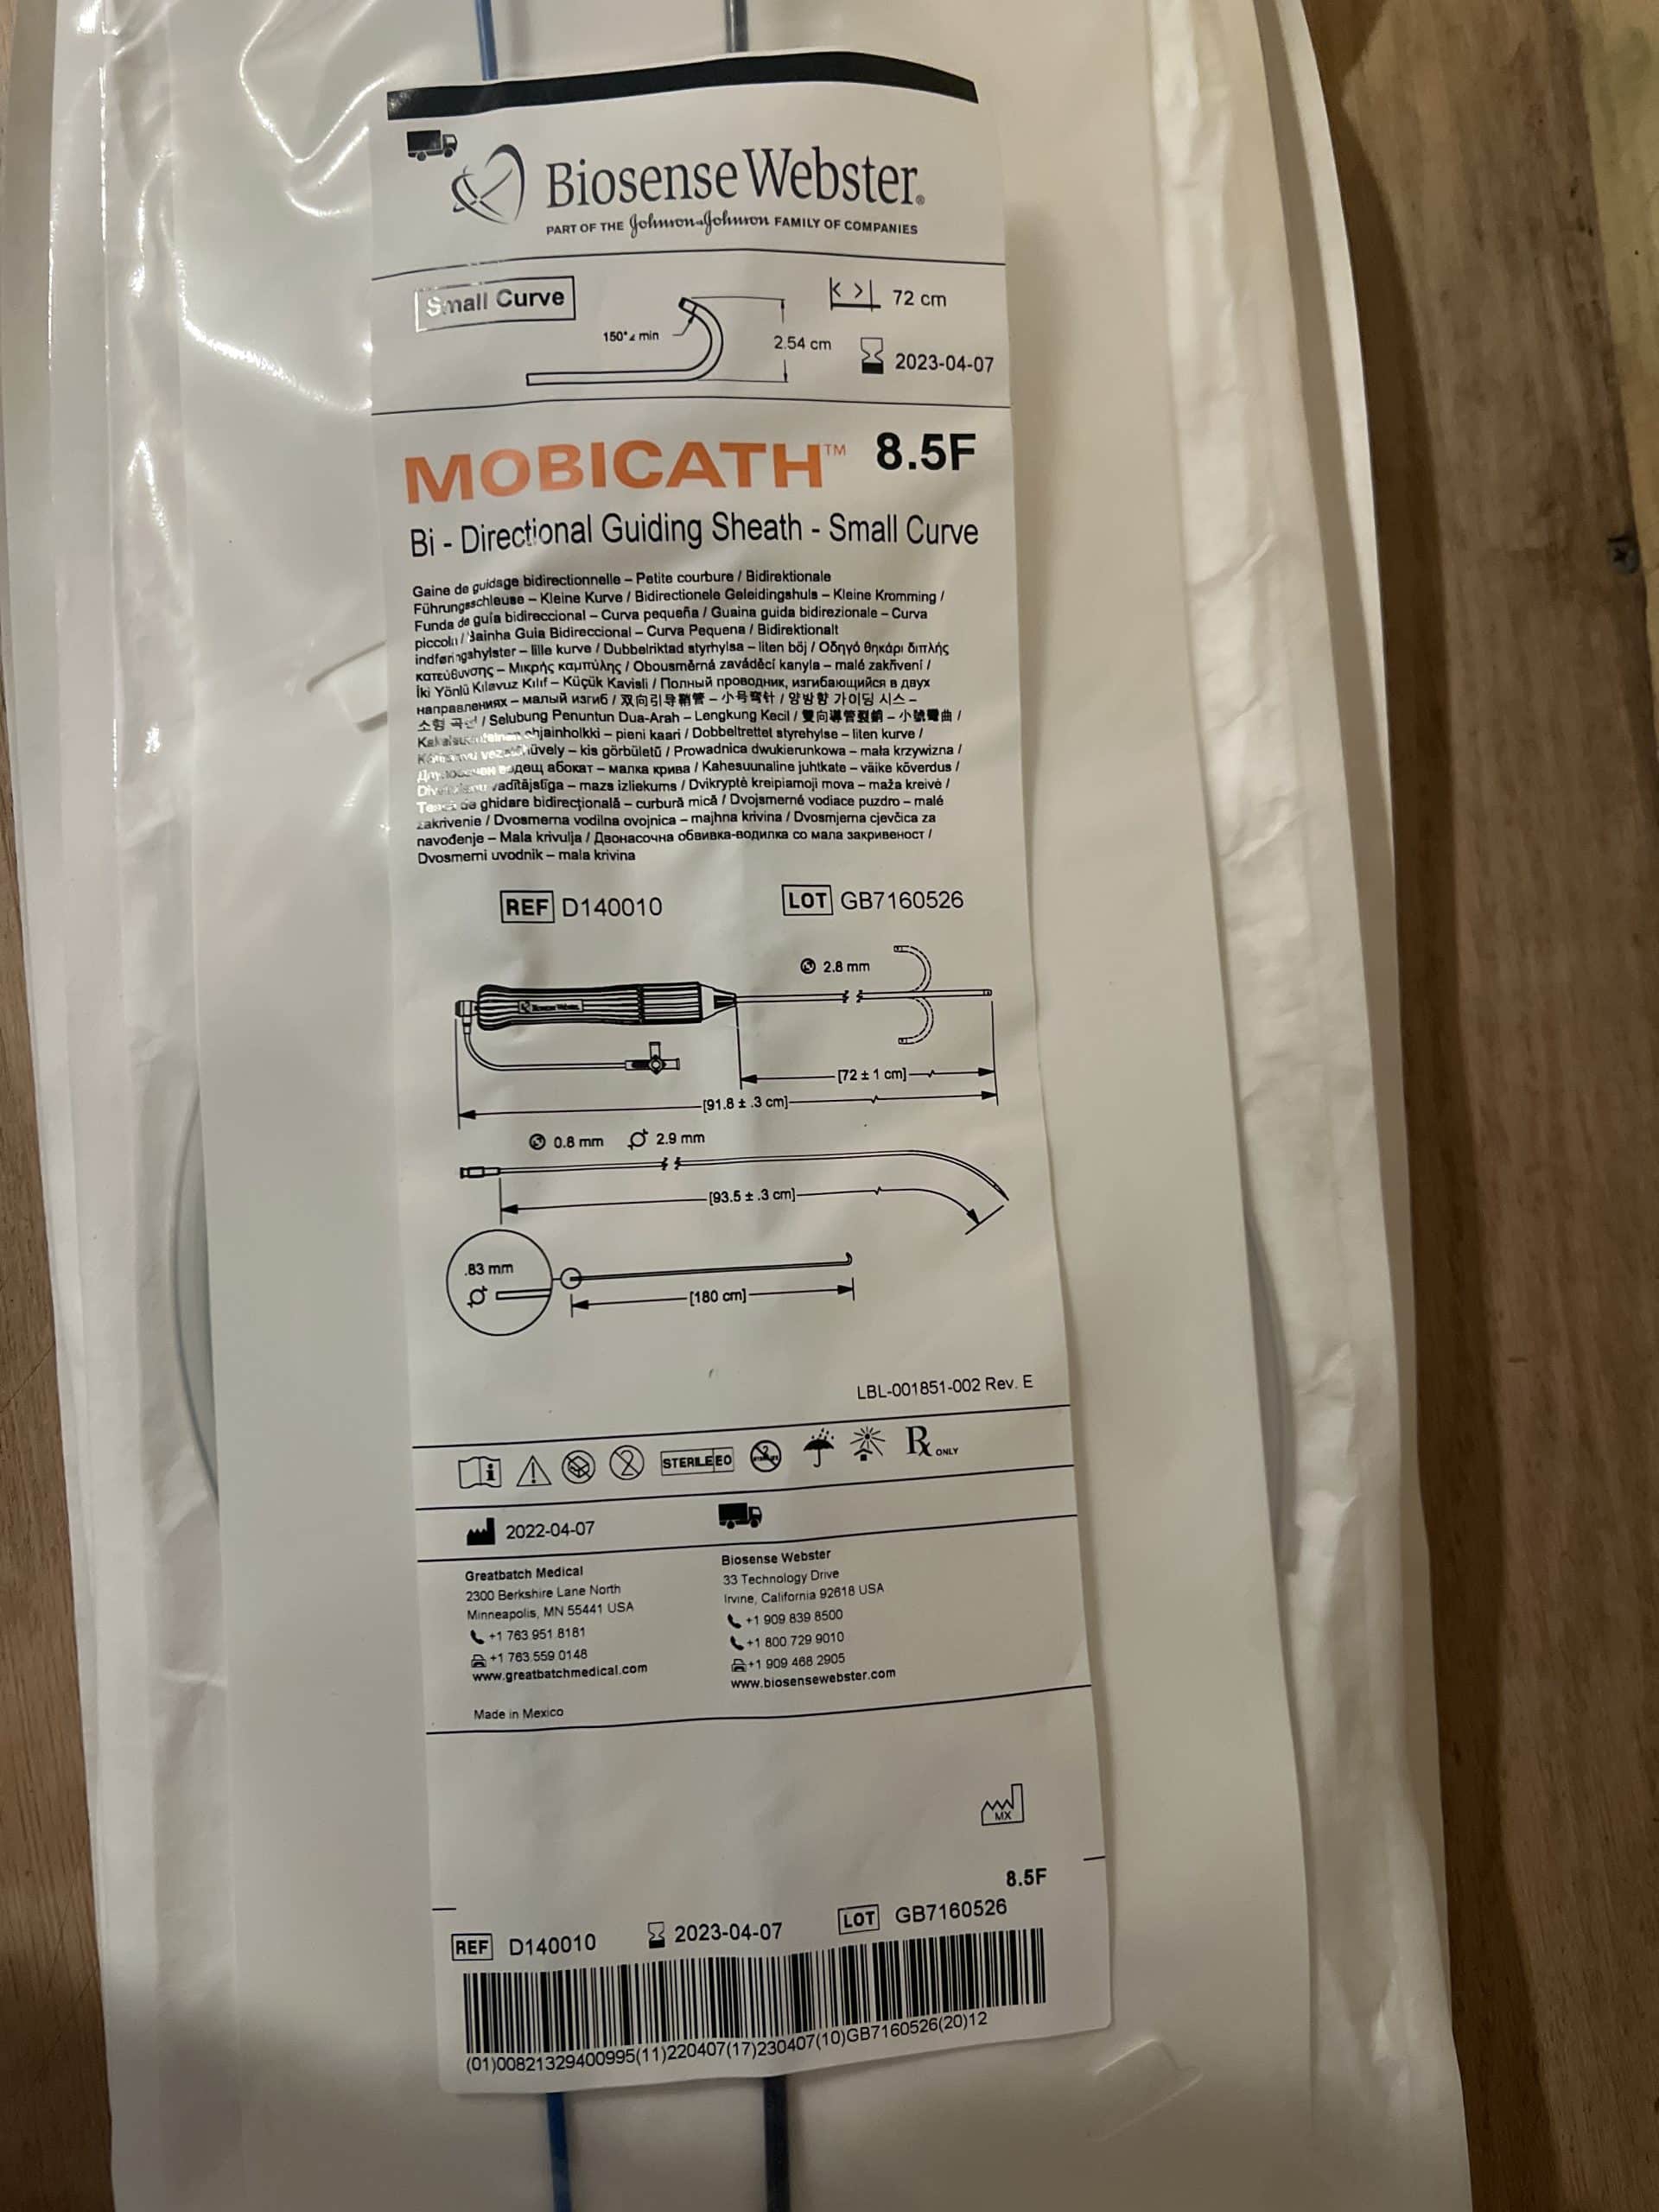 Biosense Webster®
PART OF THE Johnson & Johnson FAMILY OF COMPANIES
Small Curve
72 cm
150°∠ min
2.54 cm
2023-04-07
MOBICATH™ 8.5F
Bi - Directional Guiding Sheath - Small Curve
Gaine de guidage bidirectionnelle – Petite courbure / Bidirektionale
Führungsschleuse – Kleine Kurve / Bidirectionele Geleidingshuls – Kleine Kromming /
Funda de guía bidireccional – Curva pequeña / Guaina guida bidirezionale – Curva
piccola / Bainha Guia Bidireccional – Curva Pequena / Bidirektionalt
indføringshylster – lille kurve / Dubbelriktad styrhylsa – liten böj / Οδηγό θηκάρι διπλής
κατεύθυνσης – Μικρής καμπύλης / Obousměrná zaváděcí kanyla – malé zakřivení /
İki Yönlü Kılavuz Kılıf – Küçük Kavisli / Полный проводник, изгибающийся в двух
направлениях – малый изгиб / 双向引导鞘管 – 小号弯针 / 양방향 가이딩 시스 –
소형 / Selubung Penuntun Dua-Arah – Lengkung Kecil / – 小號彎曲 /
ohjainholkki – pieni kaari / Dobbeltrettet styrehylse – liten kurve /
– kis görbületű / Prowadnica dwukierunkowa – mała krzywizna /
водещ абокат – малка крива / Kahesuunaline juhtkate – väike kõverdus /
vadītājslīga – mazs izliekums / Dvikryptė kreipiamoji mova – maža kreivė /
de ghidare bidirecțională – curbură mică / Dvojsmerné vodiace puzdro – malé
zakrivenie / Dvosmerna vodilna ovojnica – majhna krivina / Dvosmjerna cjevčica za
navođenje – Mala krivulja / Двонасочна обвивка-водилка со мала закривеност /
Dvosmerni uvodnik – mala krivina
REF D140010 LOT GB7160526
2.8 mm
Biosense Webster
[72 ± 1 cm]
[91.8 ± .3 cm]
0.8 mm 2.9 mm
[93.5 ± .3 cm]
.83 mm
[180 cm]
LBL-001851-002 Rev. E
STERILE EO
Rx ONLY
2022-04-07
Greatbatch Medical
2300 Berkshire Lane North
Minneapolis, MN 55441 USA
+1 763 951 8181
+1 763 559 0148
www.greatbatchmedical.com
Made in Mexico
Biosense Webster
33 Technology Drive
Irvine, California 92618 USA
+1 909 839 8500
+1 800 729 9010
+1 909 468 2905
www.biosensewebster.com
MX
8.5F
REF D140010 2023-04-07 LOT GB7160526
(01)00821329400995(11)220407(17)230407(10)GB7160526(20)12